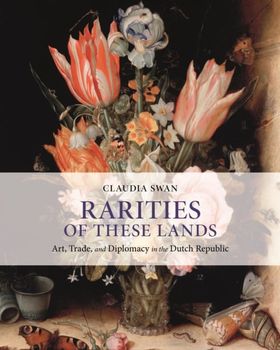 CLAUDIA SWAN
RARITIES
OF THESE LANDS
Art, Trade, and Diplomacy in the Dutch Republic